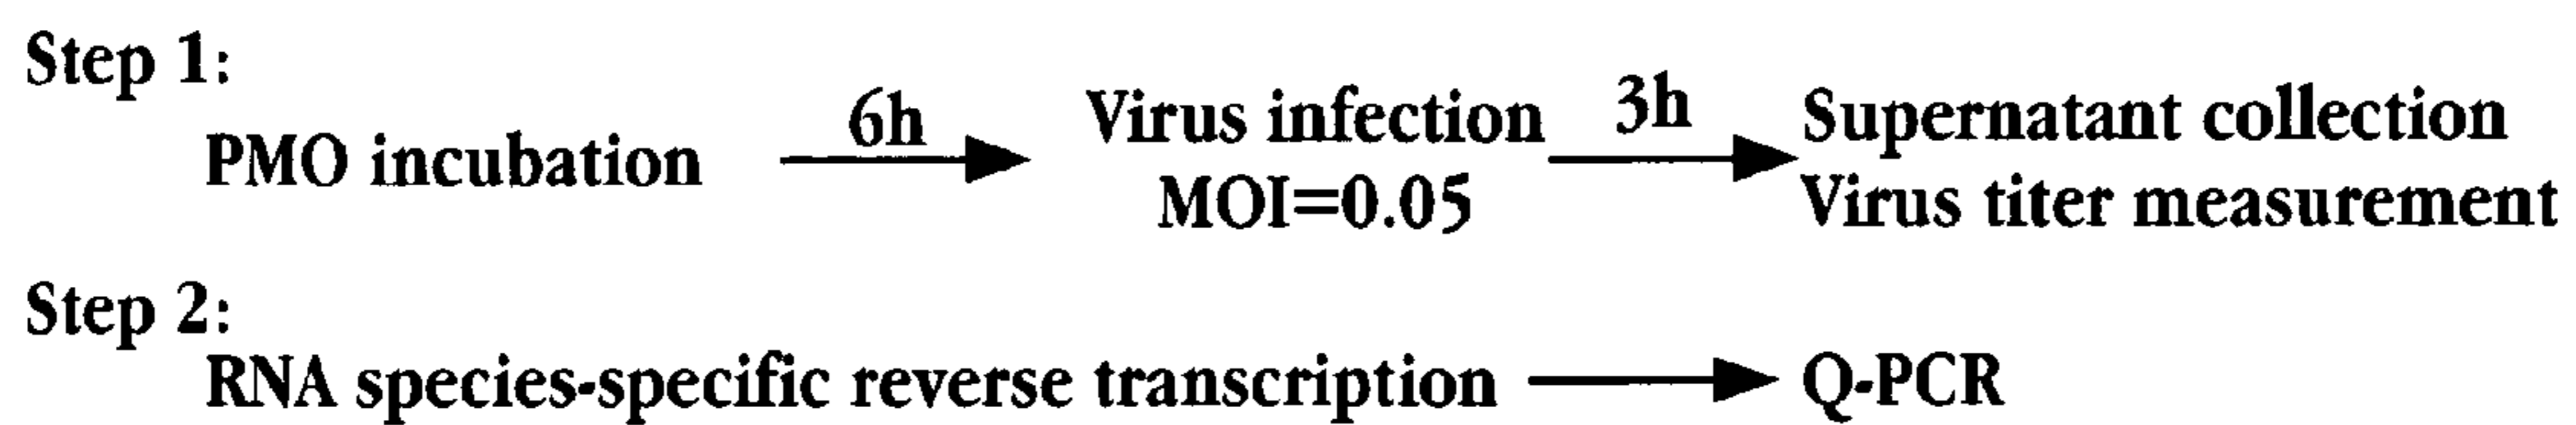 Step 1:
PMO incubation
6h
Virus infection
MOI=0.05
3h
Supernatant collection
Virus titer measurement
Step 2:
RNA species-specific reverse transcription
Q-PCR